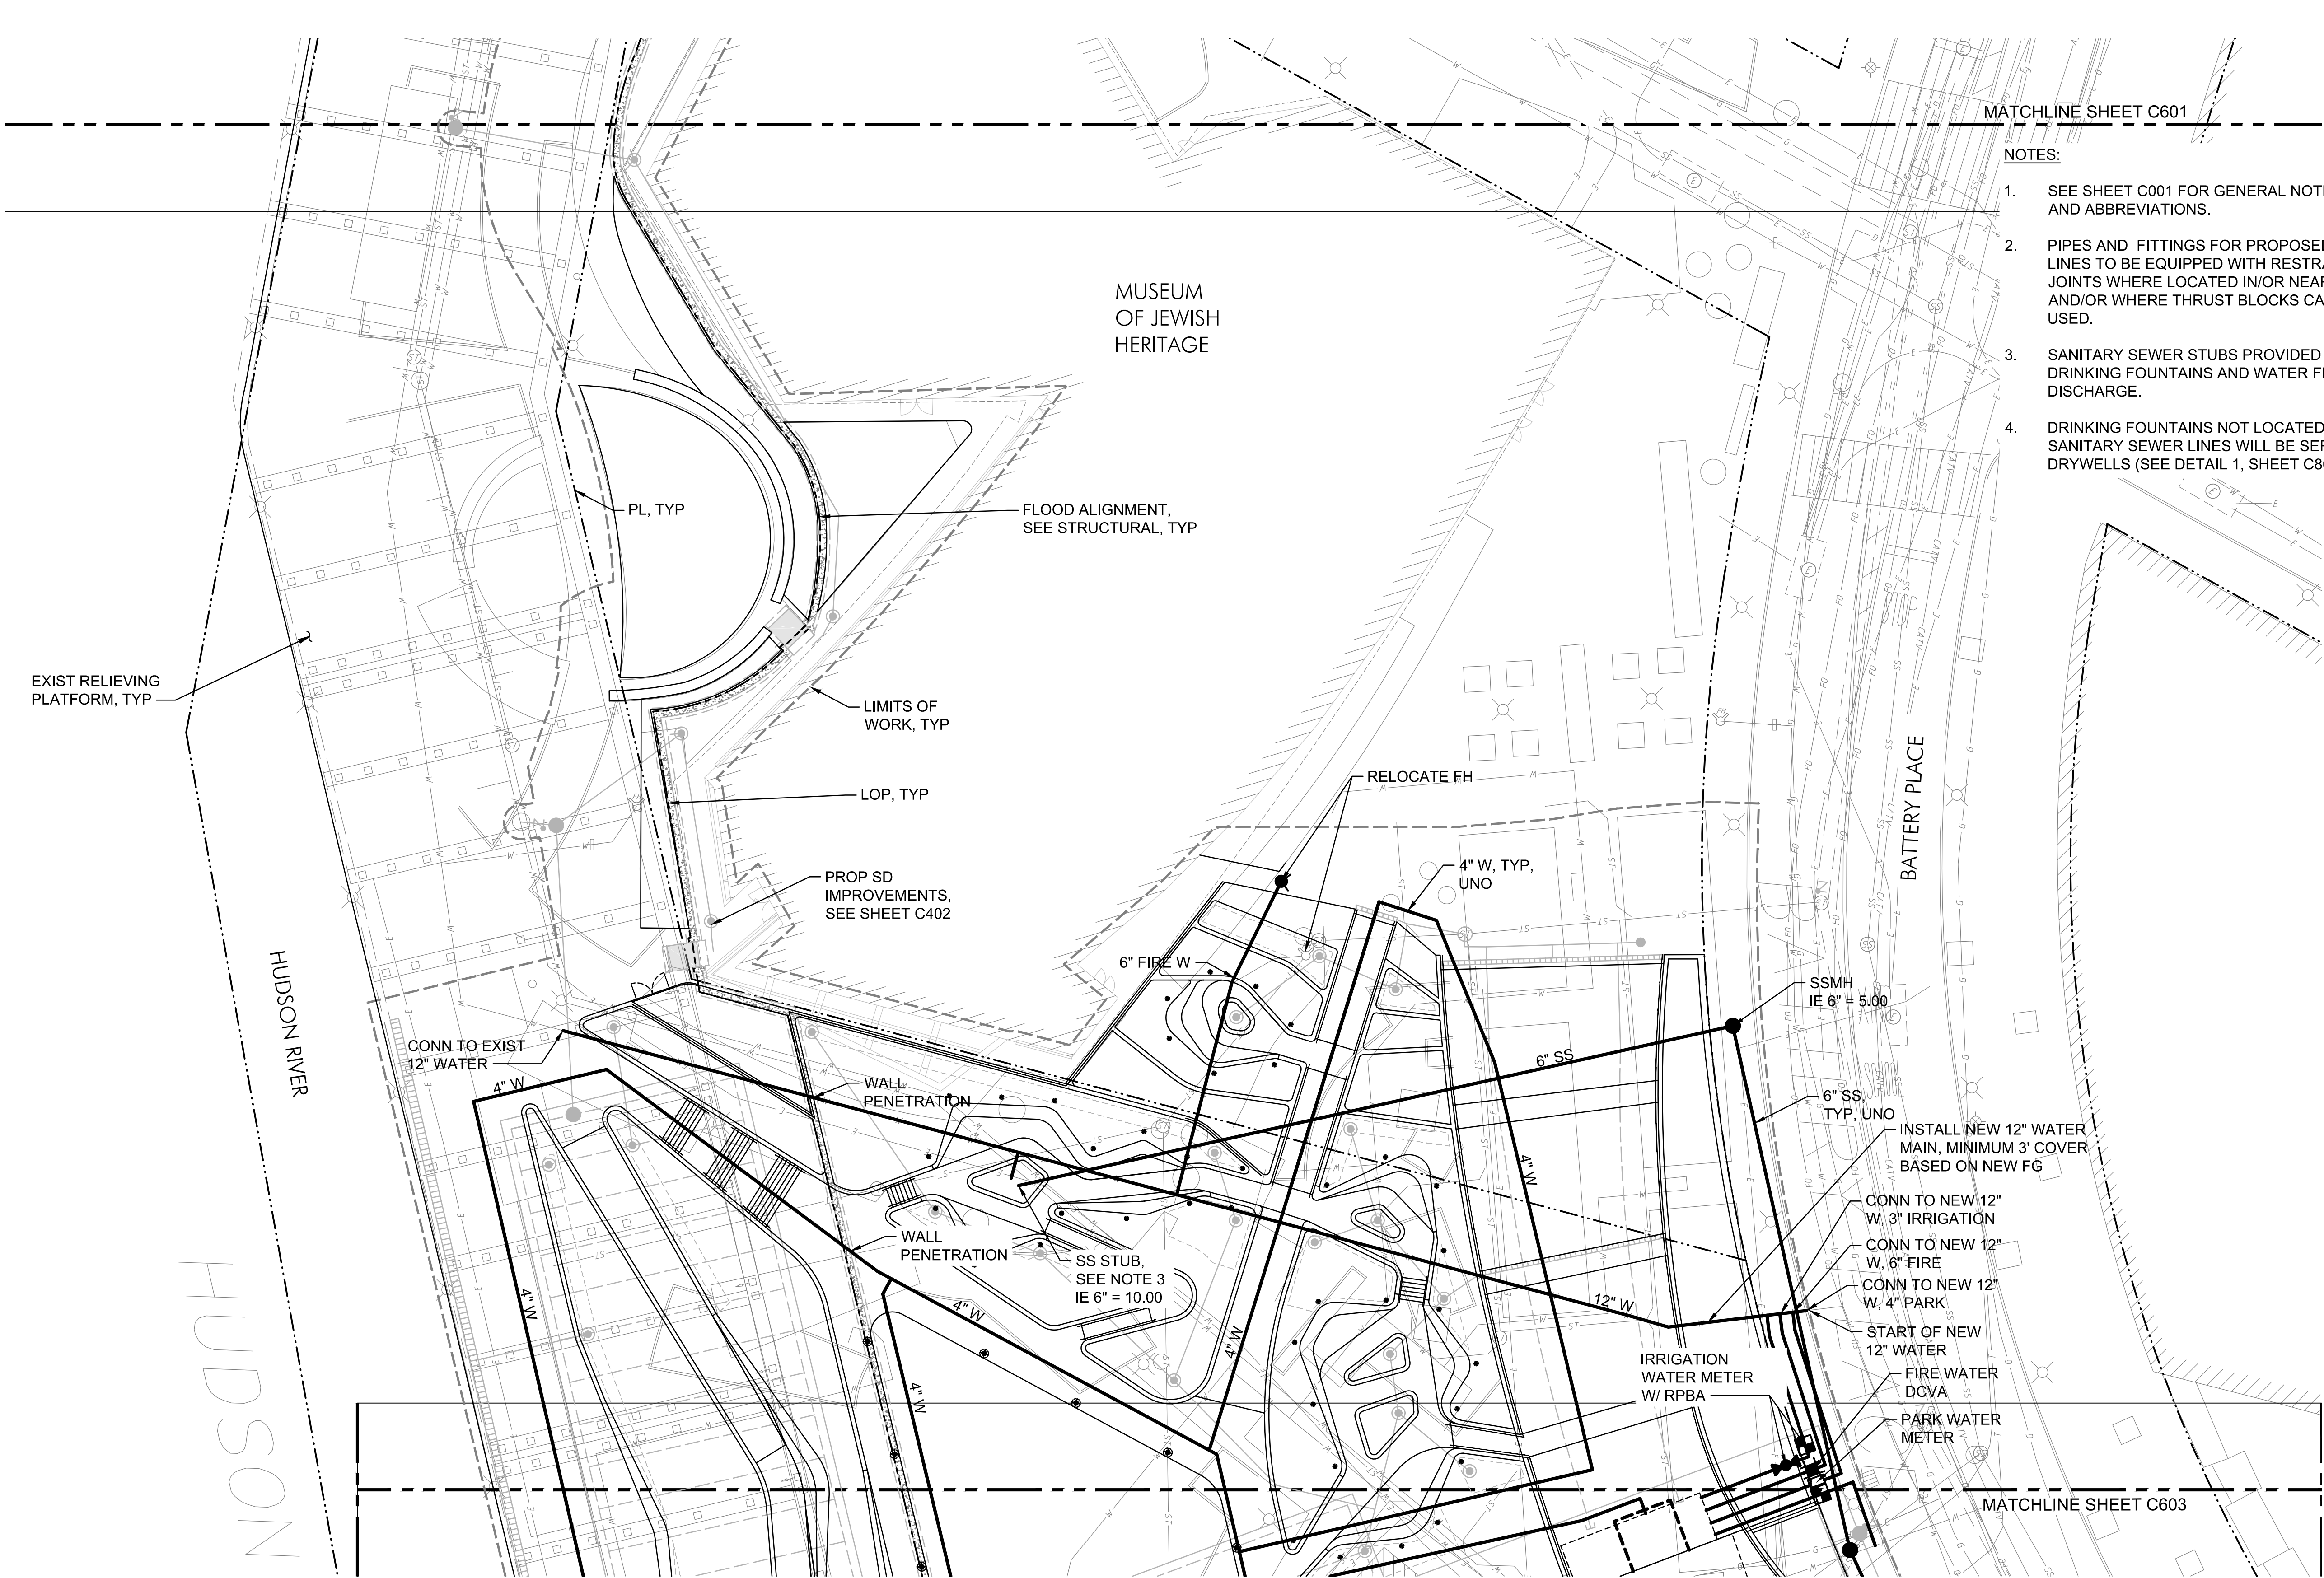 MATCHLINE SHEET C601
NOTES:
1. SEE SHEET C001 FOR GENERAL
AND ABBREVIATIONS.
2. PIPES AND FITTINGS FOR
LINES TO BE EQUIPPED WITH
JOINTS WHERE LOCATED IN/OR
AND/OR WHERE THRUST BLOCKS
USED.
3. SANITARY SEWER STUBS PROVIDED
DRINKING FOUNTAINS AND WATER
DISCHARGE.
4. DRINKING FOUNTAINS NOT LOCATED
SANITARY SEWER LINES WILL BE
DRYWELLS (SEE DETAIL 1, SHEET
MUSEUM
OF JEWISH
HERITAGE
PL, TYP
FLOOD ALIGNMENT,
SEE STRUCTURAL, TYP
EXIST RELIEVING
PLATFORM, TYP
LIMITS OF
WORK, TYP
LOP, TYP
RELOCATE FH
BATTERY PLACE
PROP SD
IMPROVEMENTS,
SEE SHEET C402
4" W, TYP,
UNO
6" FIRE W
HUDSON RIVER
SSMH
IE 6" = 5.00
CONN TO EXIST
12" WATER
4" W
WALL
PENETRATION
6" SS
6" SS,
TYP, UNO
INSTALL NEW 12" WATER
MAIN, MINIMUM 3' COVER
BASED ON NEW FG
4" W
CONN TO NEW 12"
W, 3" IRRIGATION
WALL
PENETRATION
SS STUB,
SEE NOTE 3
IE 6" = 10.00
CONN TO NEW 12"
W, 6" FIRE
CONN TO NEW 12"
W, 4" PARK
4" W
4" W
12" W
START OF NEW
12" WATER
4" W
IRRIGATION
WATER METER
W/ RPBA
FIRE WATER
DCVA
4" W
PARK WATER
METER
HUDSON
MATCHLINE SHEET C603